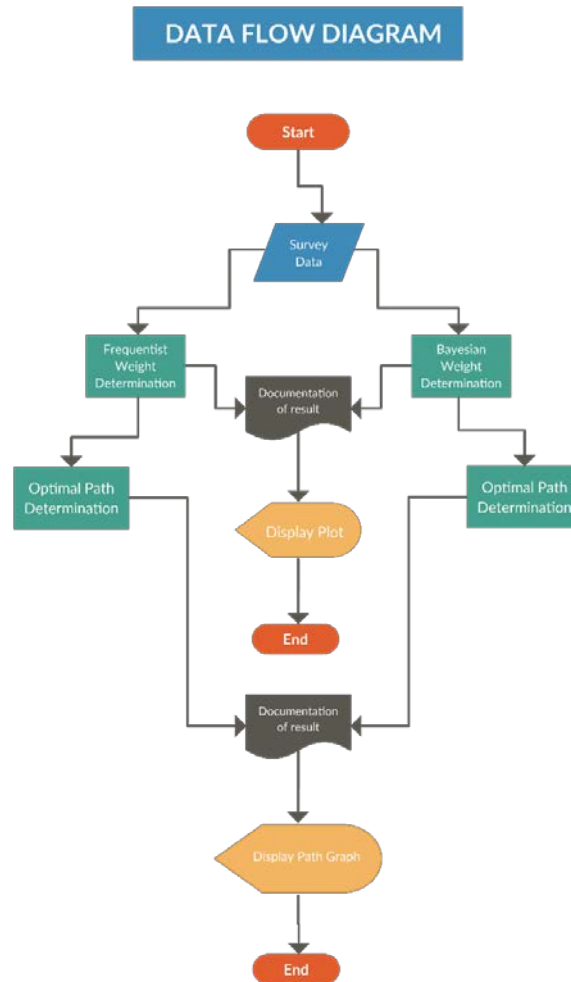 DATA FLOW DIAGRAM
Start
Survey
Data
Frequentist
Weight
Determination
Bayesian
Weight
Determination
Documentation
of result
Optimal Path
Determination
Optimal Path
Determination
Display Plot
End
Documentation
of result
Display Path Graph
End